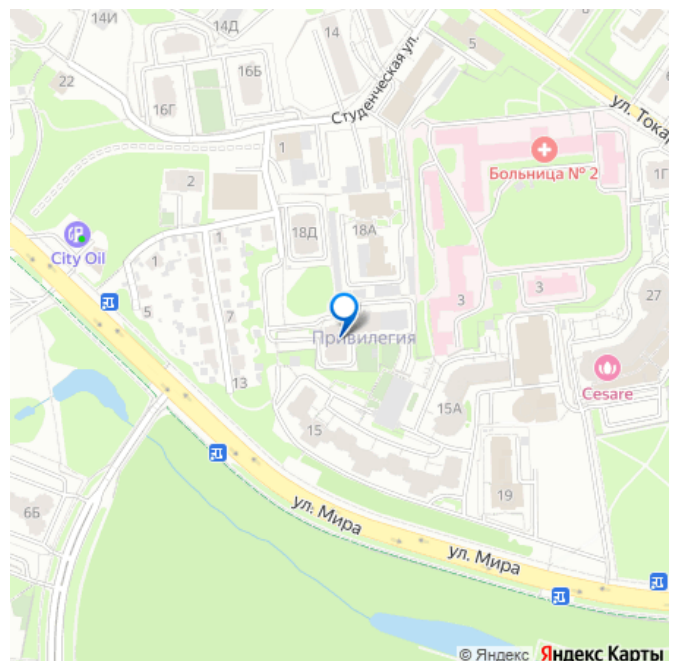 14И
14Д
14
5
22
16Б
16Г
Студенческая ул.
ул. Токар
1
Больница № 2
2
1Г
18Д
18А
City Oil
1
1
3
3
27
5
7
Привилегия
13
Cesare
15А
15
19
6Б
ул. Мира
ул. Мира
© Яндекс Яндекс Карты